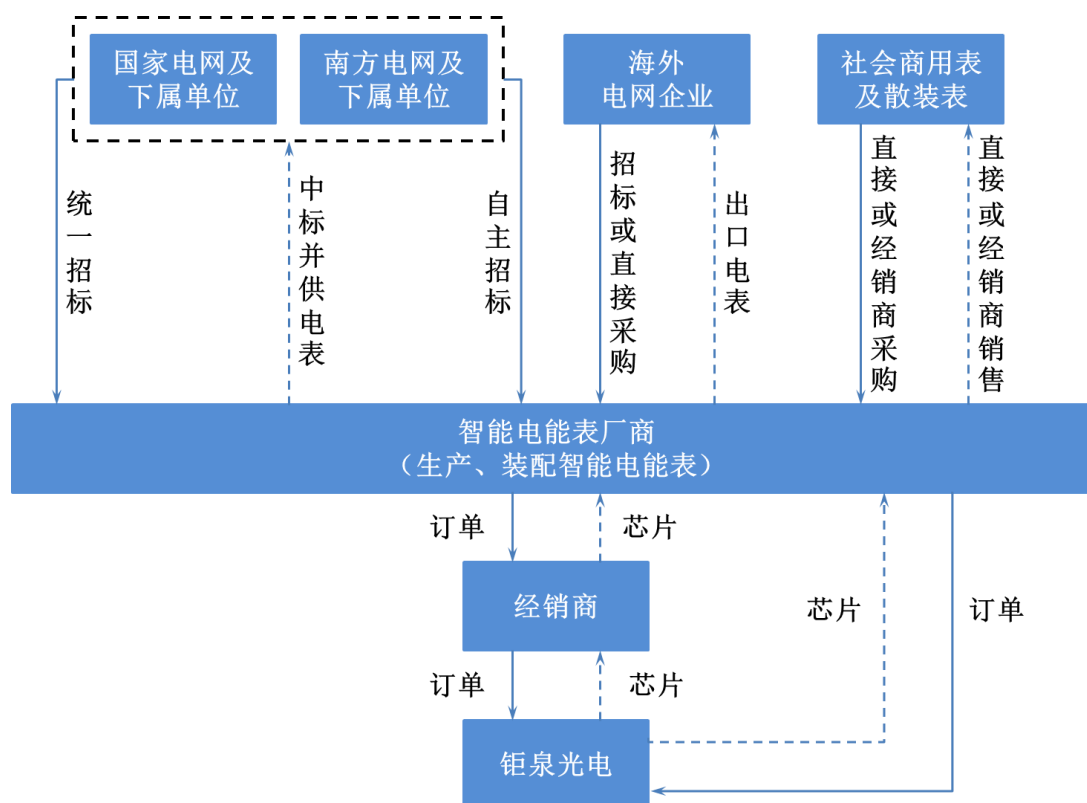 国家电网及
下属单位
南方电网及
下属单位
海外
电网企业
社会商用表
及散装表
统一招标
中标并供电表
自主招标
招标或直接采购
出口电表
直接或经销商采购
直接或经销商销售
智能电能表厂商
（生产、装配智能电能表）
订单
芯片
经销商
芯片
订单
订单
芯片
钜泉光电